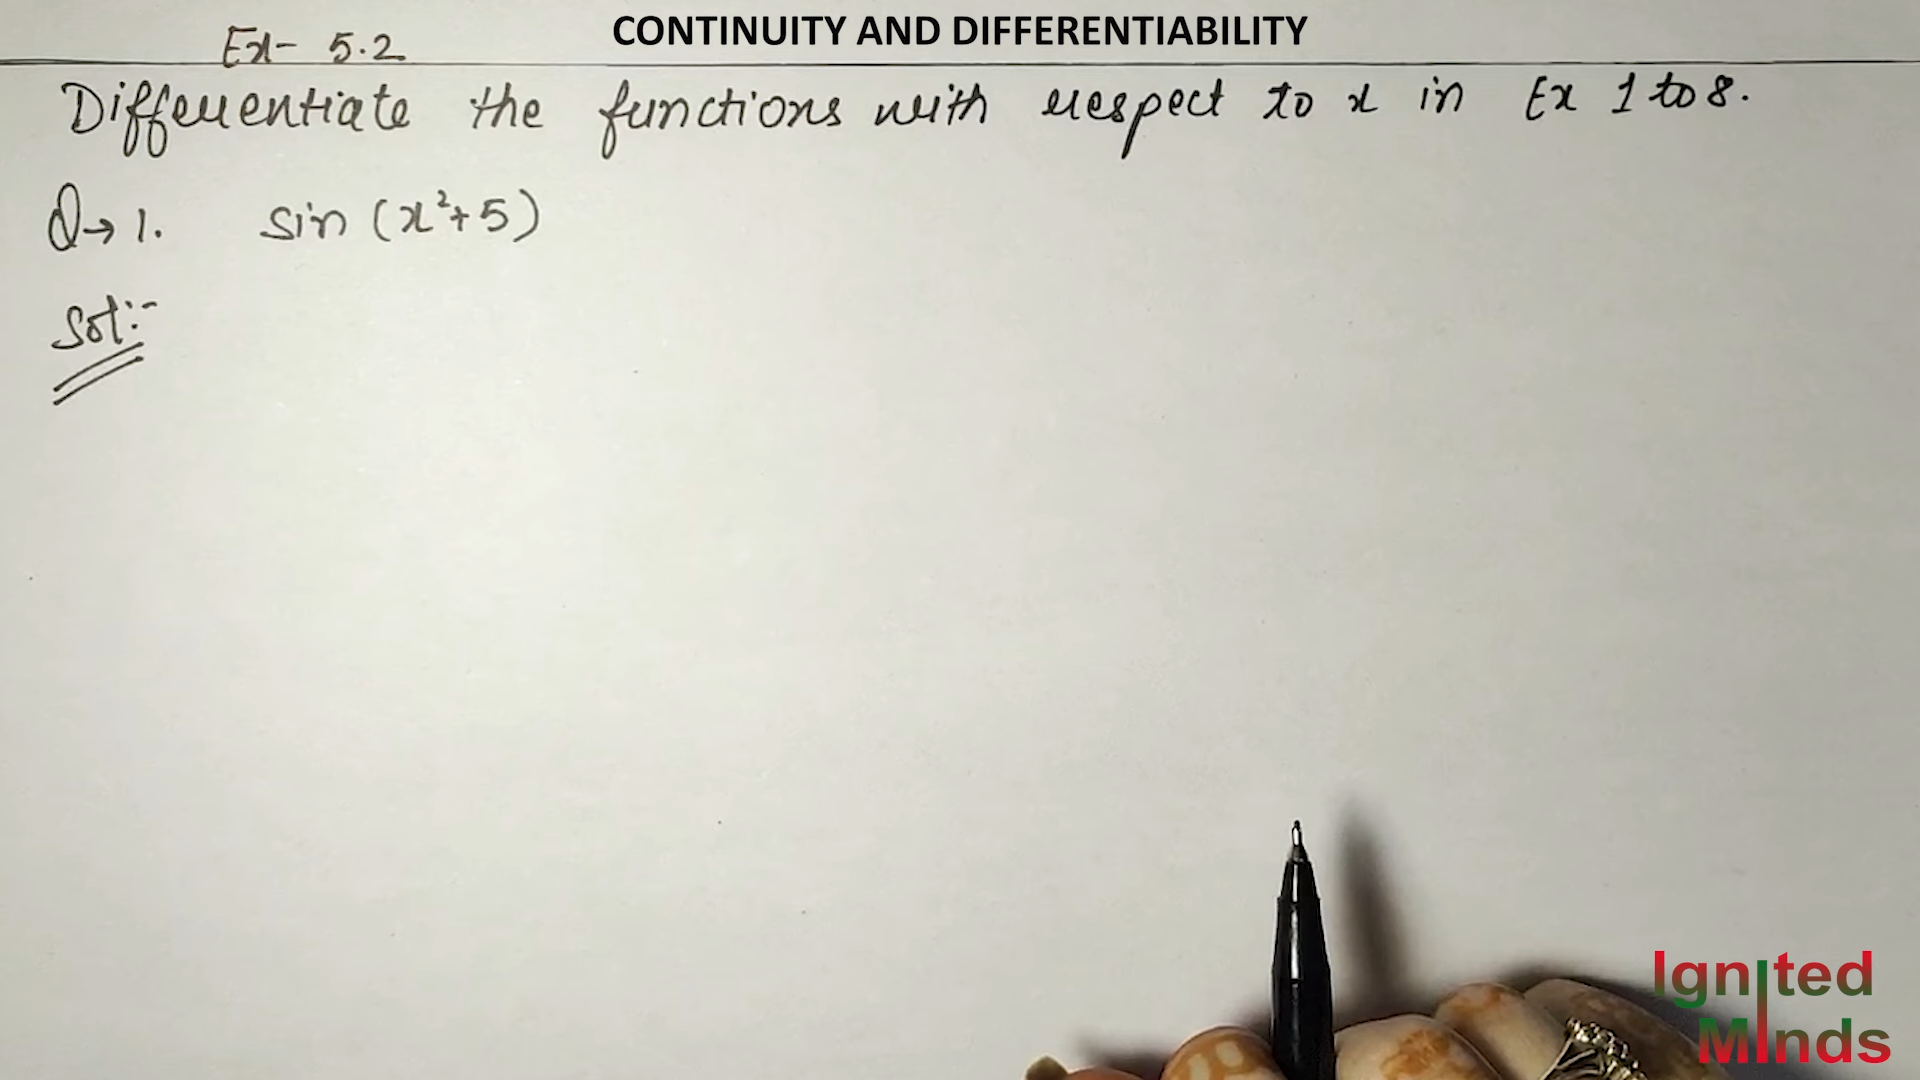 CONTINUITY AND DIFFERENTIABILITY
Ex- 5.2
Differentiate the functions with respect to x in Ex 1 to 8.
Q→ 1. sin (x²+5)
Sol:-
Ignited
Minds